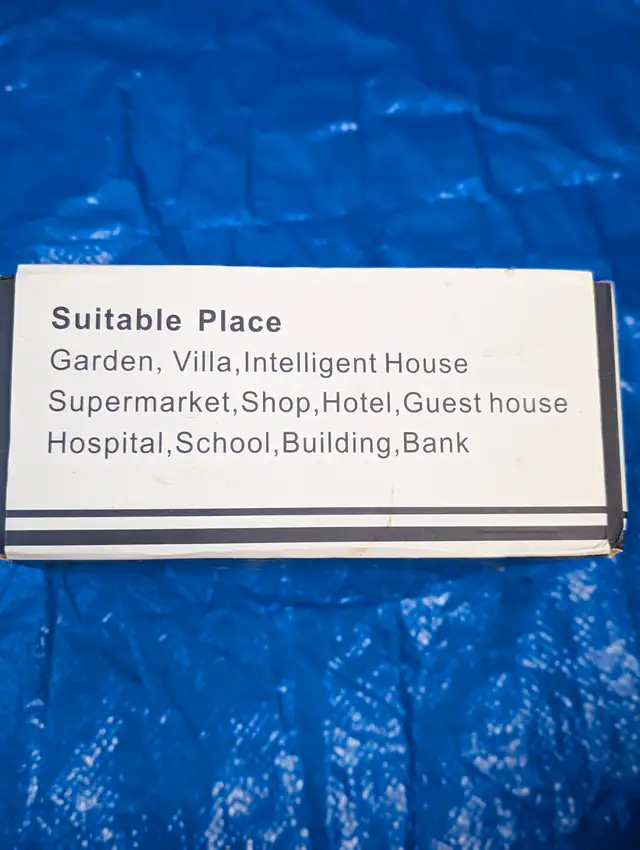 Suitable Place
Garden, Villa,Intelligent House
Supermarket,Shop,Hotel,Guest house
Hospital,School,Building,Bank